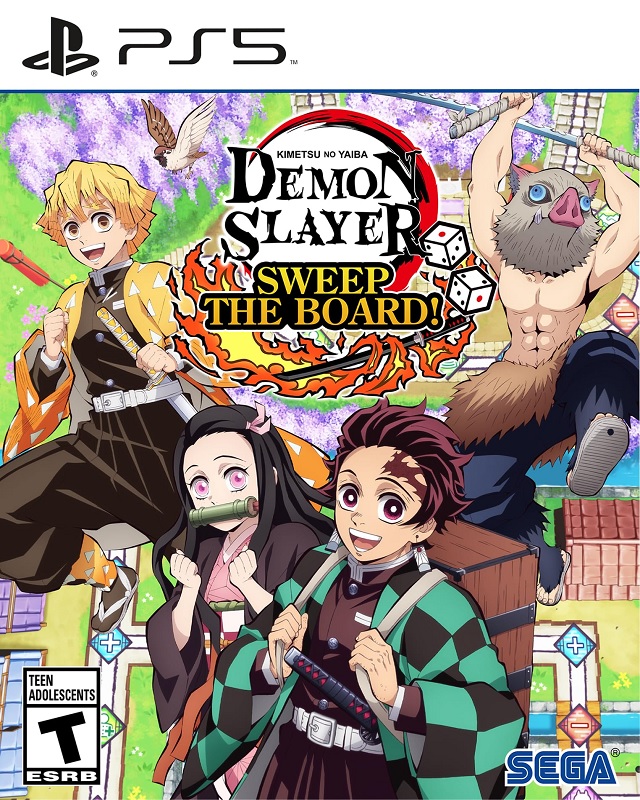 PS5
KIMETSU NO YAIBA
DEMON
SLAYER
SWEEP
THE BOARD!
TEEN
ADOLESCENTS
T
ESRB
SEGA